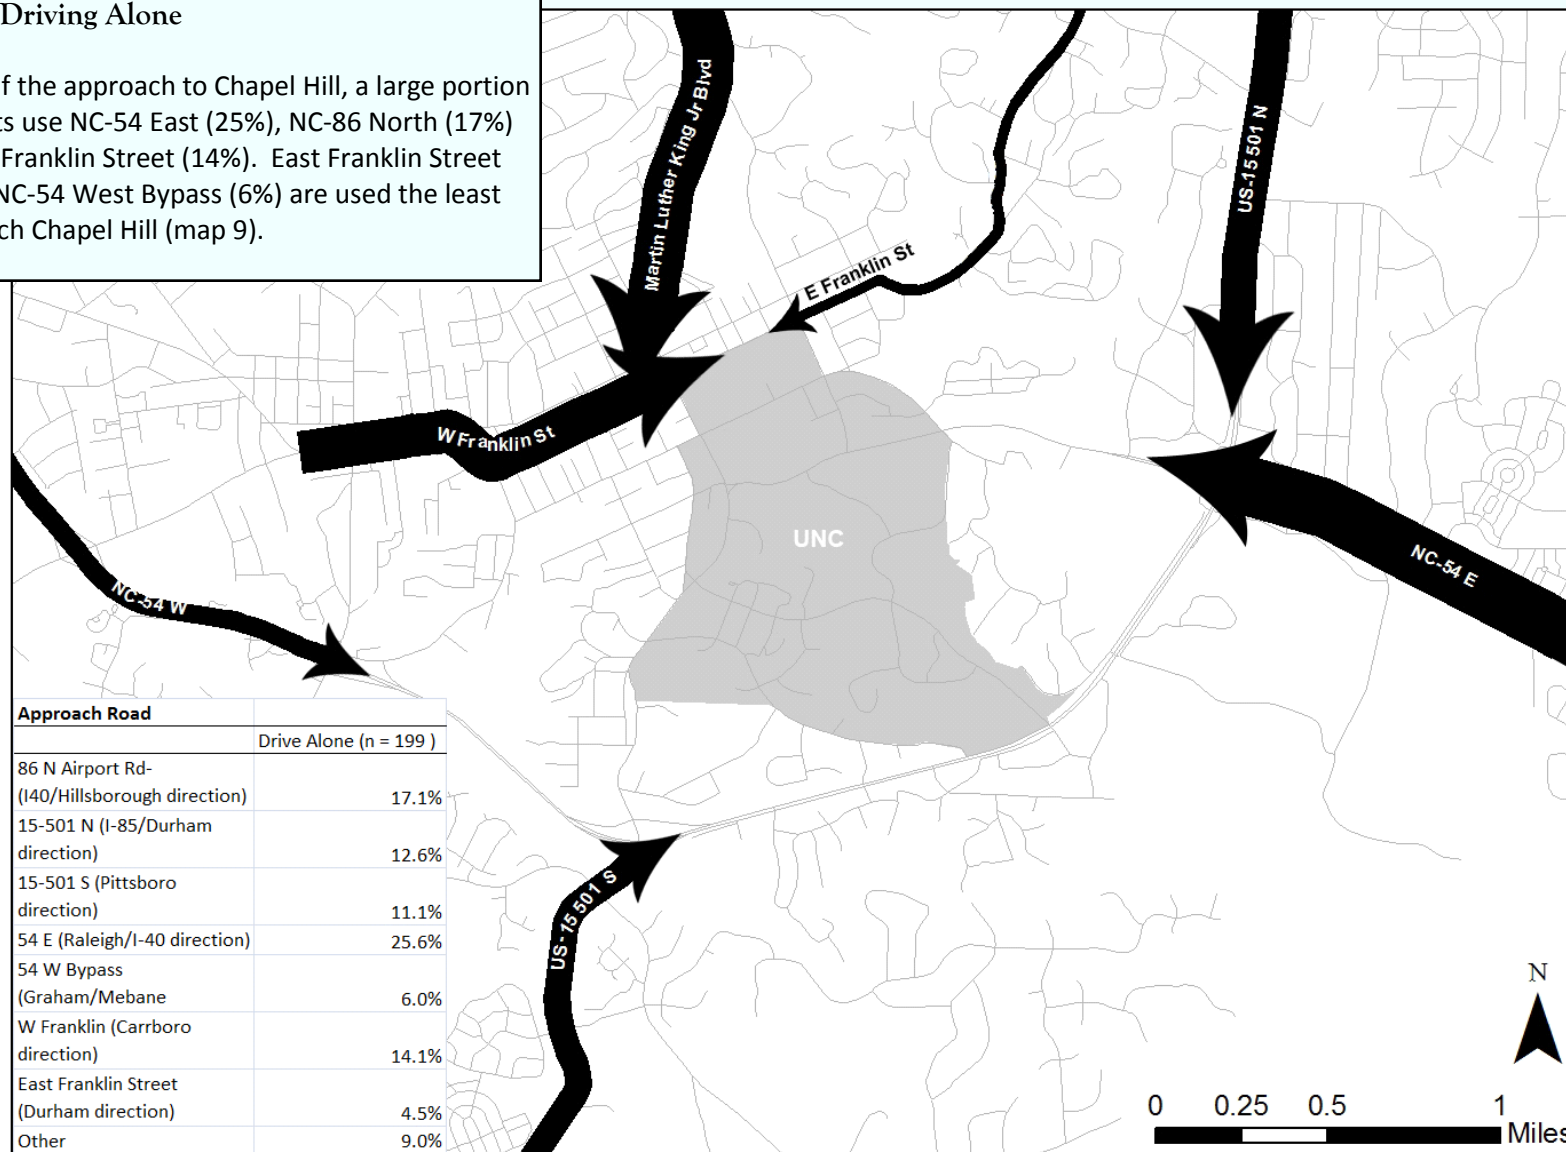 Driving Alone
f the approach to Chapel Hill, a large portion
ts use NC-54 East (25%), NC-86 North (17%)
Franklin Street (14%).  East Franklin Street
NC-54 West Bypass (6%) are used the least
ch Chapel Hill (map 9).
Martin Luther King Jr Blvd
US-15 501 N
E Franklin St
W Franklin St
UNC
NC-54 E
NC-54 W
US-15 501 S
Approach Road
Drive Alone (n = 199 )
86 N Airport Rd-
(I40/Hillsborough direction) 17.1%
15-501 N (I-85/Durham
direction) 12.6%
15-501 S (Pittsboro
direction) 11.1%
54 E (Raleigh/I-40 direction) 25.6%
54 W Bypass
(Graham/Mebane 6.0%
W Franklin (Carrboro
direction) 14.1%
East Franklin Street
(Durham direction) 4.5%
Other 9.0%
N
0 0.25 0.5 1
Miles